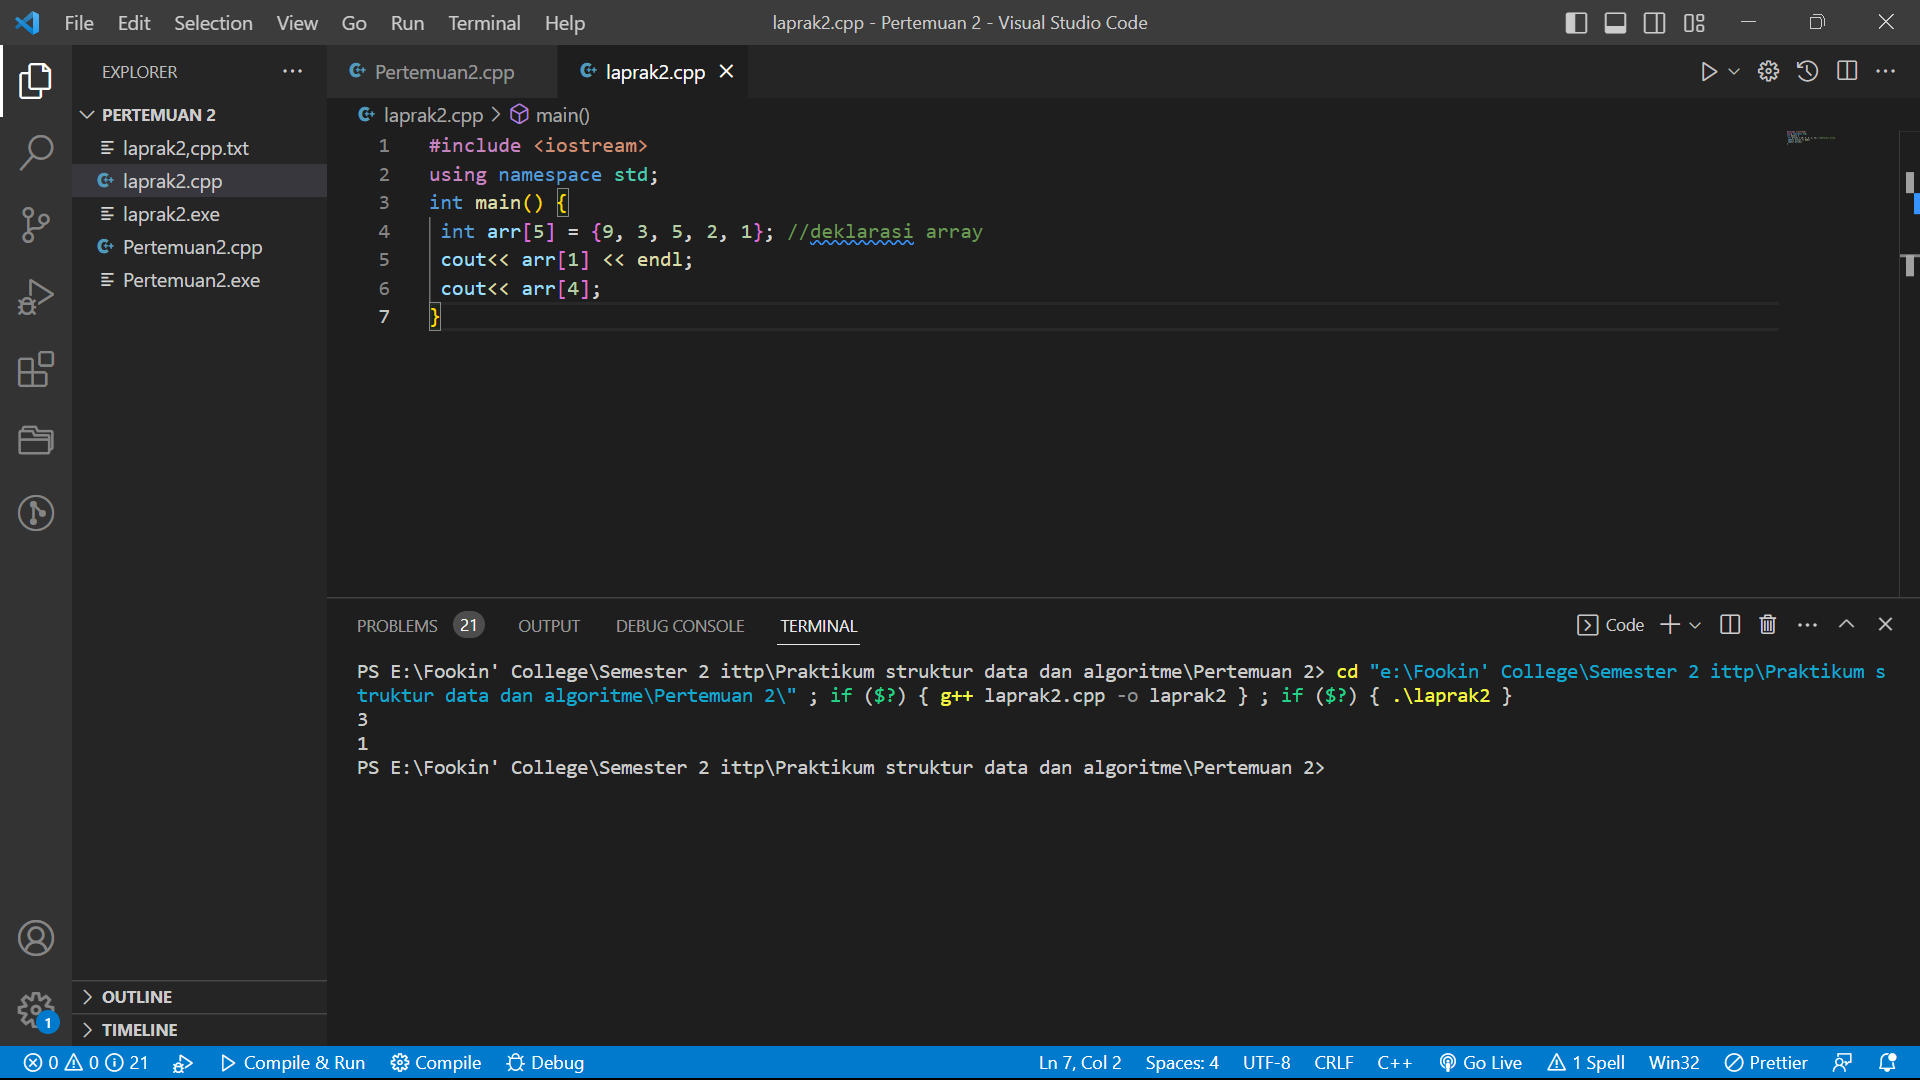 File Edit Selection View Go Run Terminal Help
laprak2.cpp - Pertemuan 2 - Visual Studio Code
EXPLORER
PERTEMUAN 2
laprak2,cpp.txt
laprak2.cpp
laprak2.exe
Pertemuan2.cpp
Pertemuan2.exe
OUTLINE
TIMELINE
1
Pertemuan2.cpp laprak2.cpp
laprak2.cpp > main()
1 #include <iostream>
2 using namespace std;
3 int main() {
4 int arr[5] = {9, 3, 5, 2, 1}; //deklarasi array
5 cout<< arr[1] << endl;
6 cout<< arr[4];
7 }
PROBLEMS 21 OUTPUT DEBUG CONSOLE TERMINAL
Code
PS E:\Fookin' College\Semester 2 ittp\Praktikum struktur data dan algoritme\Pertemuan 2> cd "e:\Fookin' College\Semester 2 ittp\Praktikum s
truktur data dan algoritme\Pertemuan 2\" ; if ($?) { g++ laprak2.cpp -o laprak2 } ; if ($?) { .\laprak2 }
3
1
PS E:\Fookin' College\Semester 2 ittp\Praktikum struktur data dan algoritme\Pertemuan 2>
0 0 21 Compile & Run Compile Debug
Ln 7, Col 2 Spaces: 4 UTF-8 CRLF C++ Go Live 1 Spell Win32 Prettier